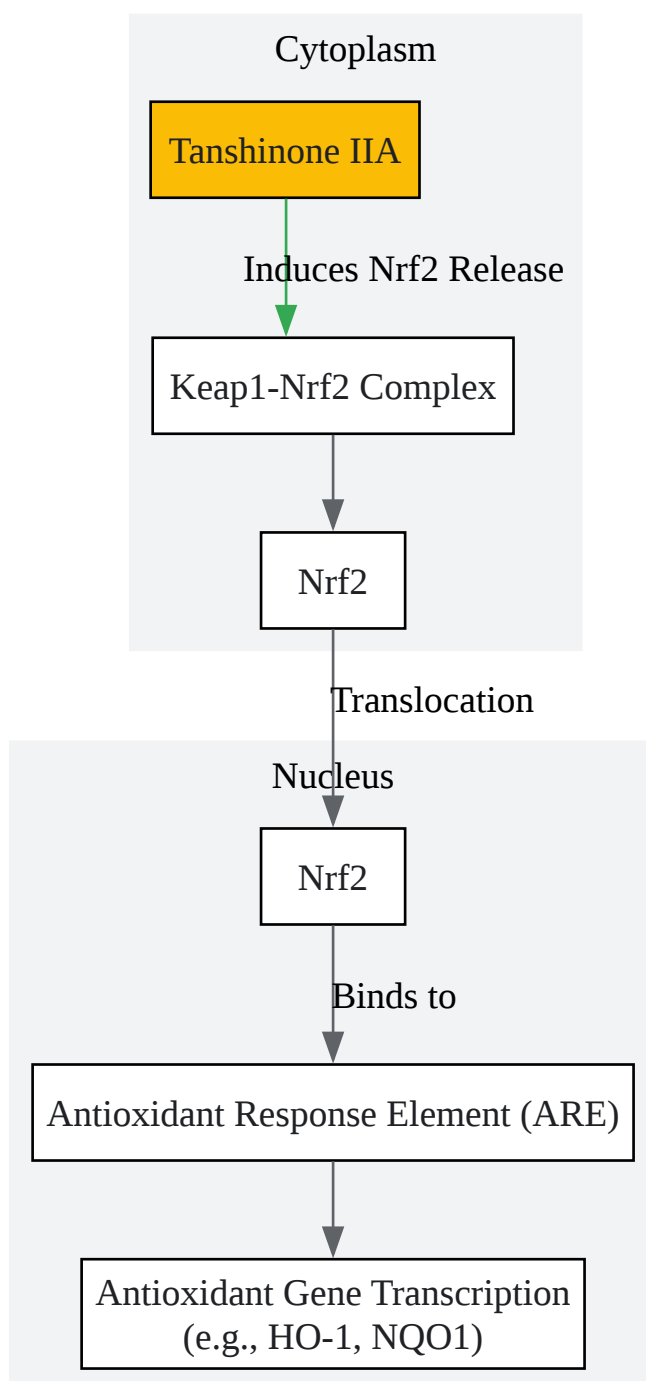 Cytoplasm
Tanshinone IIA
Induces Nrf2 Release
Keap1-Nrf2 Complex
Nrf2
Translocation
Nucleus
Nrf2
Binds to
Antioxidant Response Element (ARE)
Antioxidant Gene Transcription
(e.g., HO-1, NQO1)